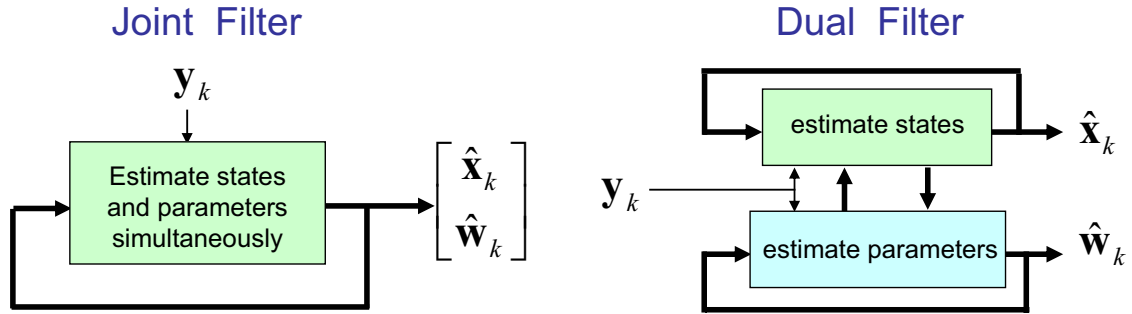 Joint Filter
y_k
Estimate states
and parameters
simultaneously
x̂_k
ŵ_k
Dual Filter
estimate states
x̂_k
y_k
estimate parameters
ŵ_k